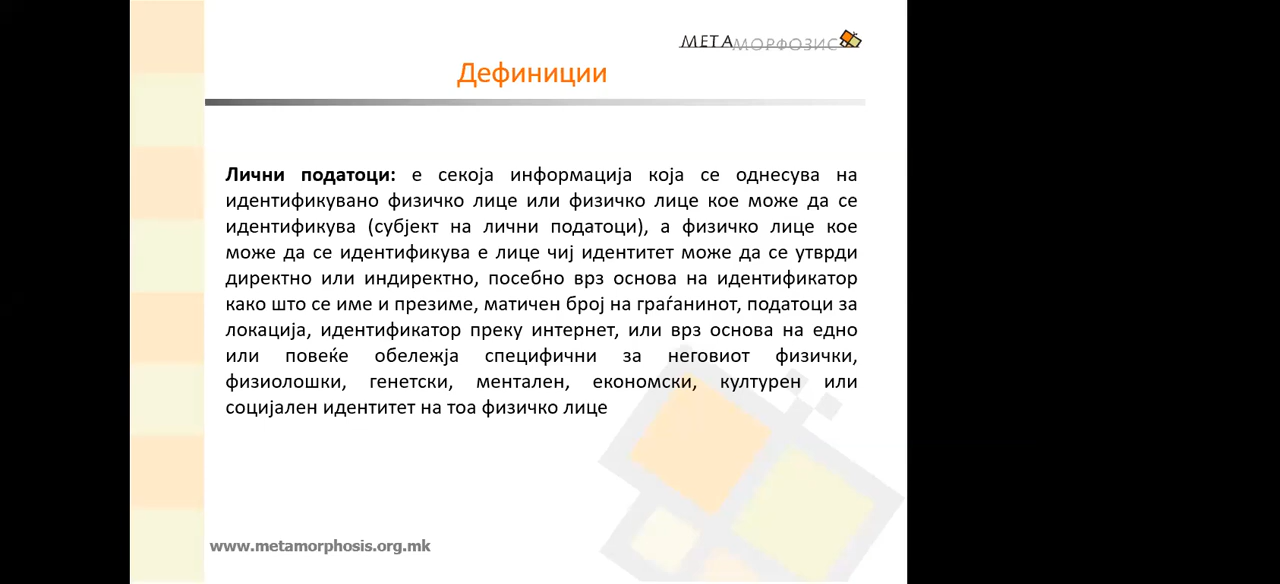 МЕТАМОРФОЗИС
Дефиниции
Лични податоци: е секоја информација која се однесува на
идентификувано физичко лице или физичко лице кое може да се
идентификува (субјект на лични податоци), а физичко лице кое
може да се идентификува е лице чиј идентитет може да се утврди
директно или индиректно, посебно врз основа на идентификатор
како што се име и презиме, матичен број на граѓанинот, податоци за
локација, идентификатор преку интернет, или врз основа на едно
или повеќе обележја специфични за неговиот физички,
физиолошки, генетски, ментален, економски, културен или
социјален идентитет на тоа физичко лице
www.metamorphosis.org.mk